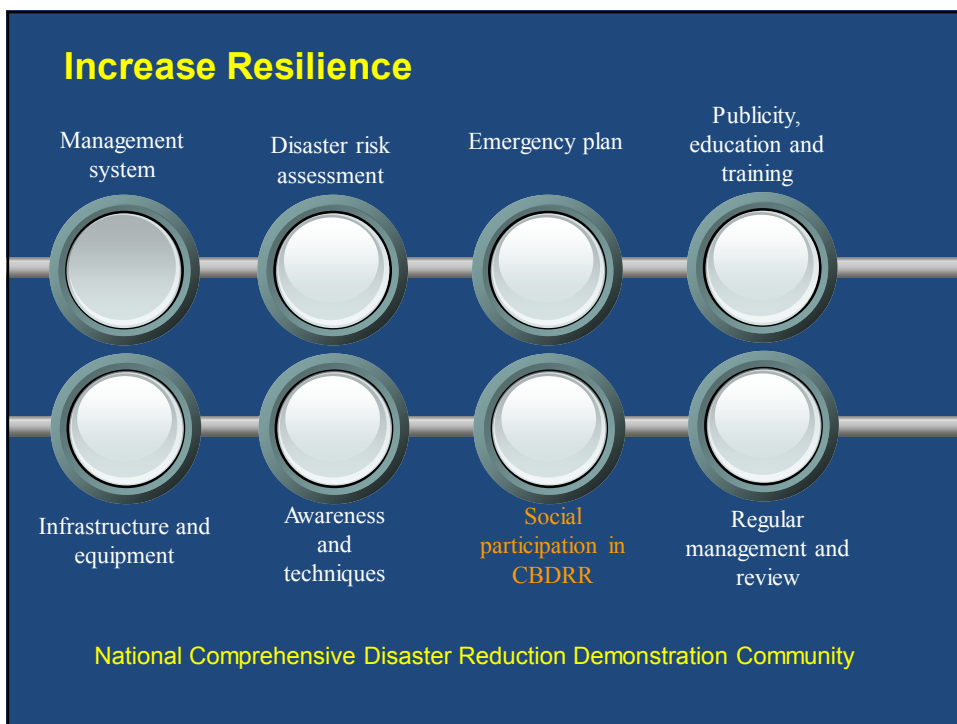 Increase Resilience
Management
system
Disaster risk
assessment
Emergency plan
Publicity,
education and
training
Infrastructure and
equipment
Awareness
and
techniques
Social
participation in
CBDRR
Regular
management and
review
National Comprehensive Disaster Reduction Demonstration Community